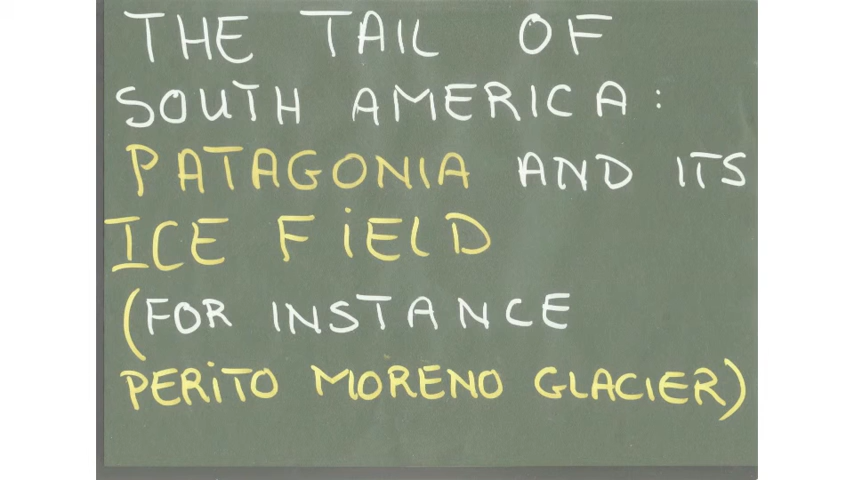 THE TAIL OF
SOUTH AMERICA:
PATAGONIA AND ITS
ICE FIELD
(FOR INSTANCE
PERITO MORENO GLACIER)